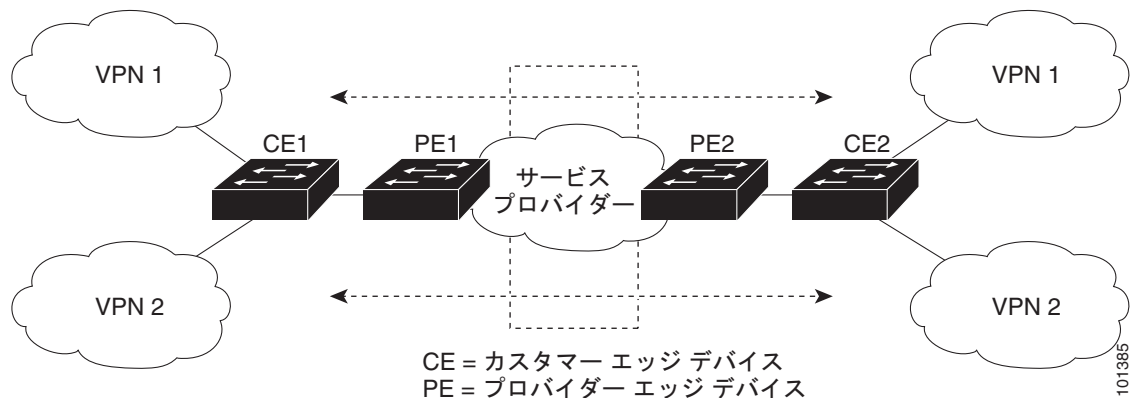 VPN 1
VPN 1
CE1
PE1
PE2
CE2
サービス
プロバイダー
VPN 2
VPN 2
CE = カスタマー エッジ デバイス
PE = プロバイダー エッジ デバイス
101385